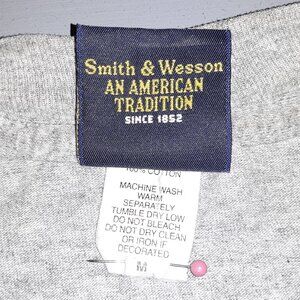 Smith & Wesson
AN AMERICAN
TRADITION
SINCE 1852
100% COTTON
MACHINE WASH
WARM
SEPARATELY
TUMBLE DRY LOW
DO NOT BLEACH
DO NOT DRY CLEAN
OR IRON IF
DECORATED
M